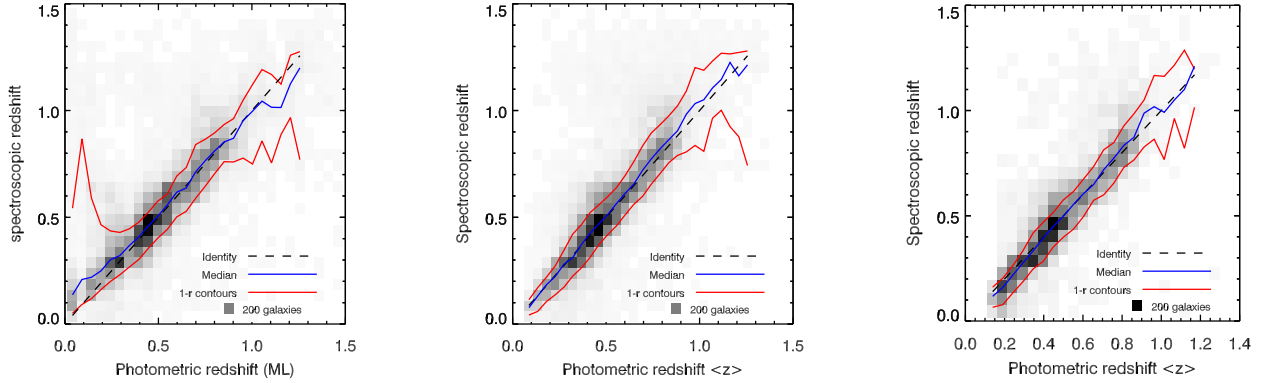 1.5
1.0
0.5
0.0
spectroscopic redshift
Identity
Median
1-r contours
200 galaxies
0.0 0.5 1.0 1.5
Photometric redshift (ML)
1.5
1.0
0.5
0.0
Spectroscopic redshift
Identity
Median
1-r contours
200 galaxies
0.0 0.5 1.0 1.5
Photometric redshift <z>
1.5
1.0
0.5
0.0
Spectroscopic redshift
Identity
Median
1-r contours
200 galaxies
0.0 0.2 0.4 0.6 0.8 1.0 1.2 1.4
Photometric redshift <z>